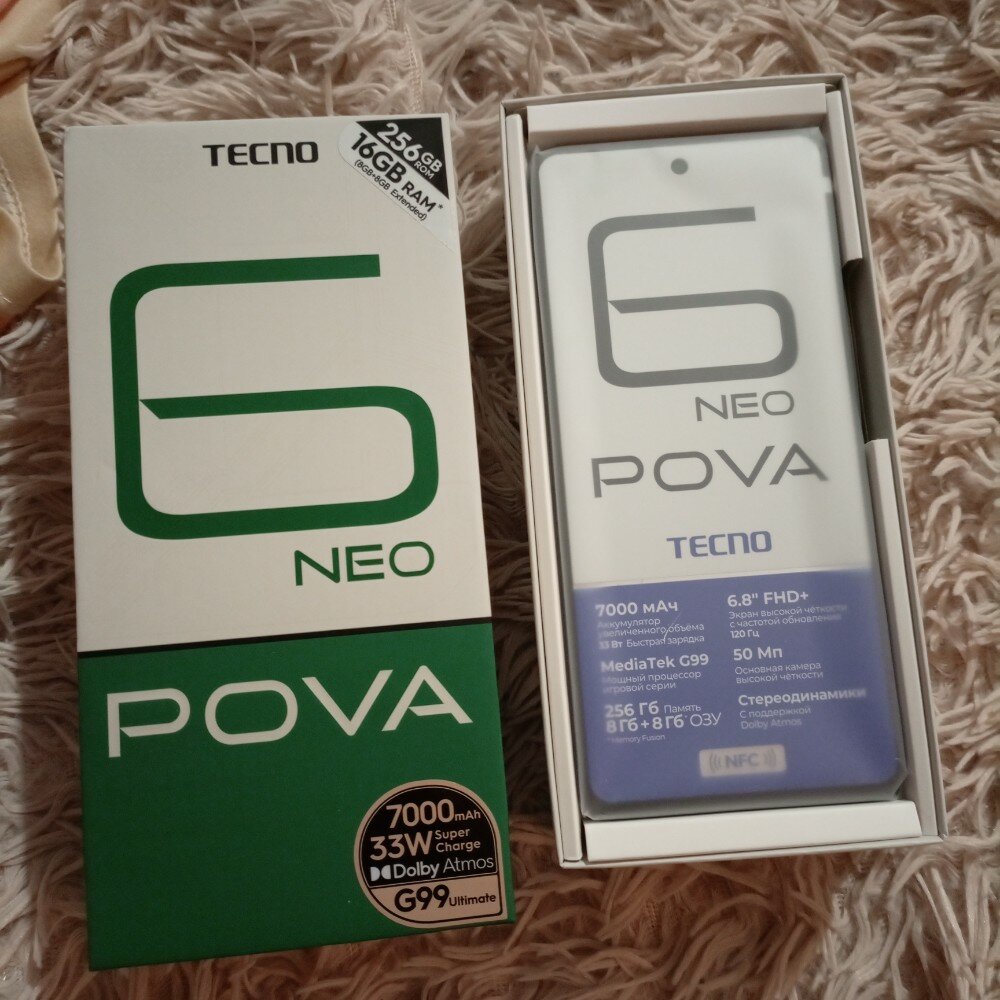 TECNO
256GB
ROM
16GB RAM*
(8GB+8GB Extended)
6
NEO
POVA
7000mAh
33W Super
Charge
Dolby Atmos
G99 Ultimate
6
NEO
POVA
TECNO
7000 мАч
Аккумулятор
увеличенного объёма
33 Вт Быстрая зарядка
6.8" FHD+
Экран высокой чёткости
с частотой обновления
120 Гц
MediaTek G99
Мощный процессор
игровой серии
50 Мп
Основная камера
высокой чёткости
256 Гб Память
8 Гб + 8 Гб* ОЗУ
*Memory Fusion
Стереодинамики
С поддержкой
Dolby Atmos
NFC